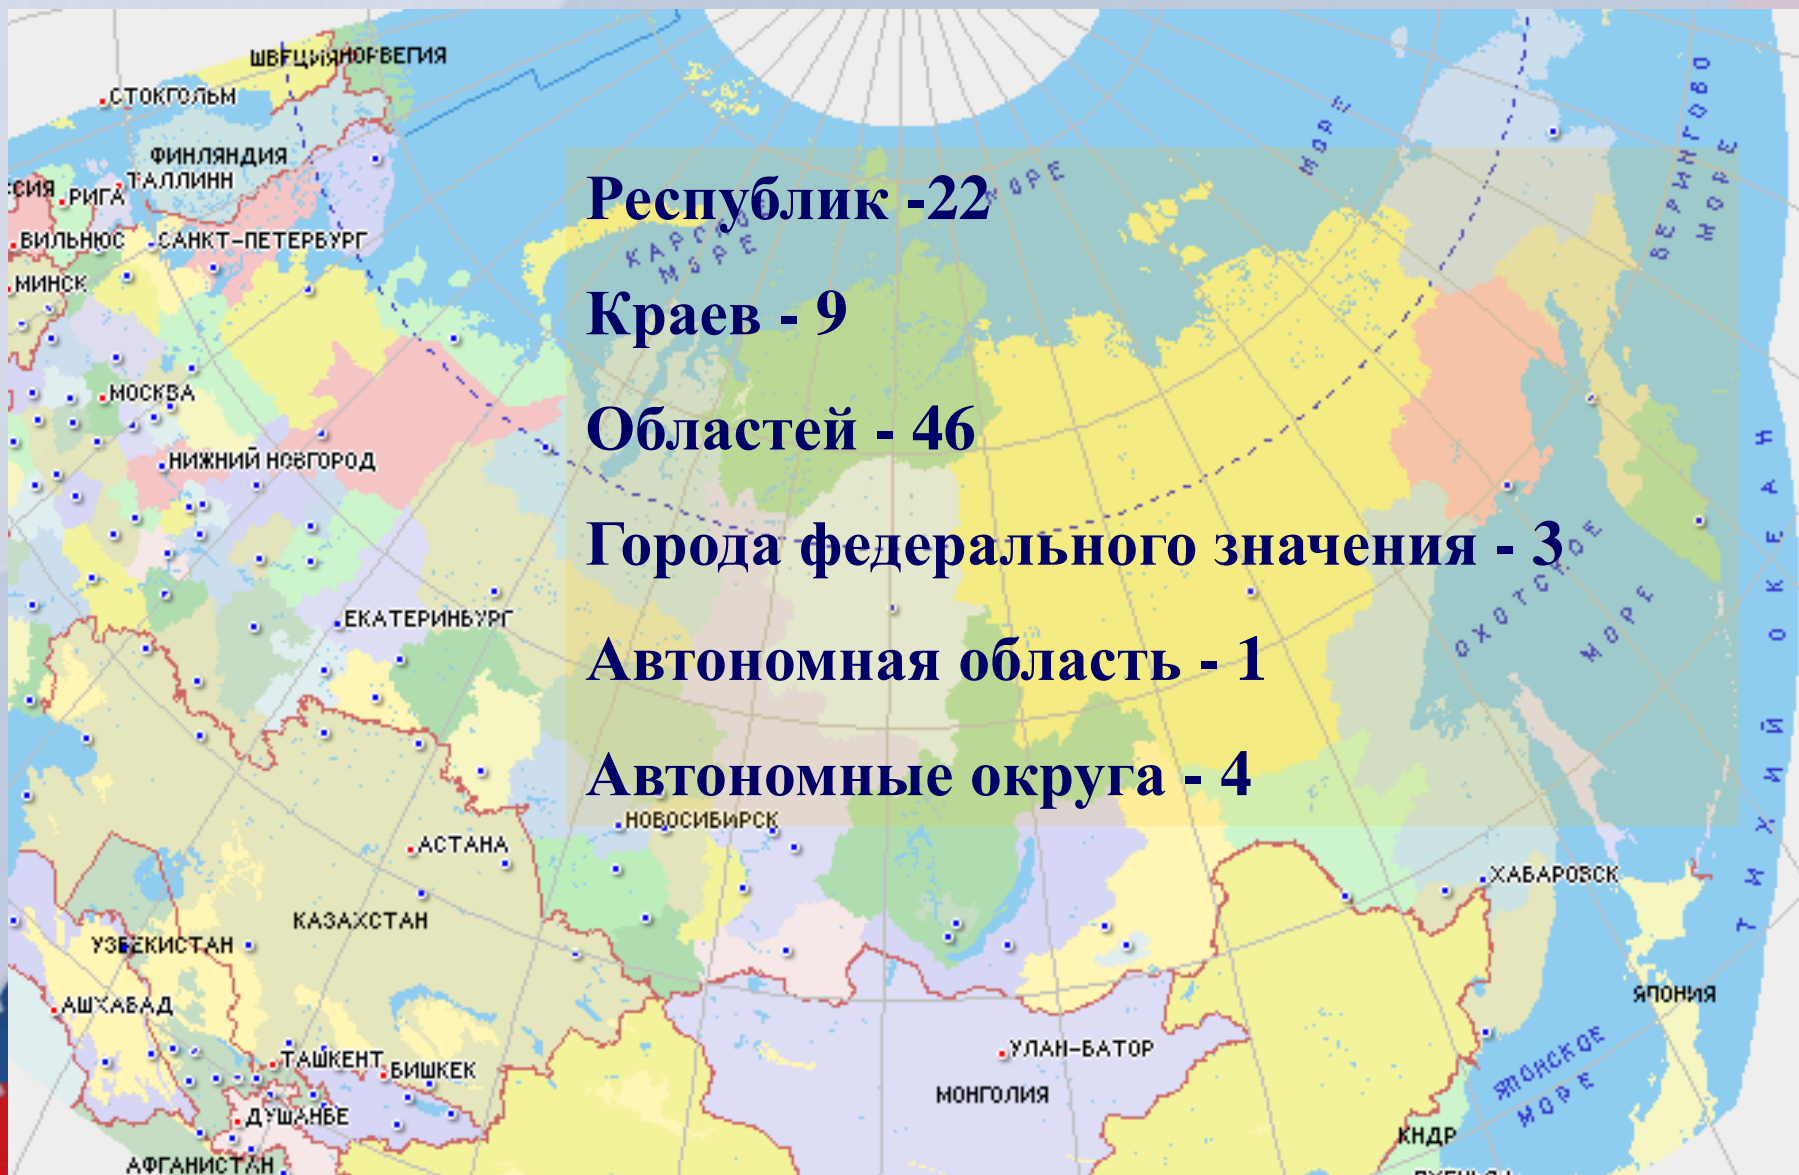 ШВЕЦИЯ
НОРВЕГИЯ
СТОКГОЛЬМ
ФИНЛЯНДИЯ
ТАЛЛИНН
РИГА
ВИЛЬНЮС
САНКТ-ПЕТЕРБУРГ
МИНСК
МОСКВА
НИЖНИЙ НОВГОРОД
ЕКАТЕРИНБУРГ
КАРСКОЕ
МОРЕ
МОРЕ
МОРЕ
БЕРИНГОВО
МОРЕ
Республик -22
Краев - 9
Областей - 46
Города федерального значения - 3
Автономная область - 1
Автономные округа - 4
ОХОТСКОЕ
МОРЕ
ТИХИЙ ОКЕАН
НОВОСИБИРСК
АСТАНА
ХАБАРОВСК
КАЗАХСТАН
УЗБЕКИСТАН
АШХАБАД
ЯПОНИЯ
ТАШКЕНТ
БИШКЕК
УЛАН-БАТОР
МОНГОЛИЯ
ЯПОНСКОЕ
МОРЕ
ДУШАНБЕ
КНДР
АФГАНИСТАН